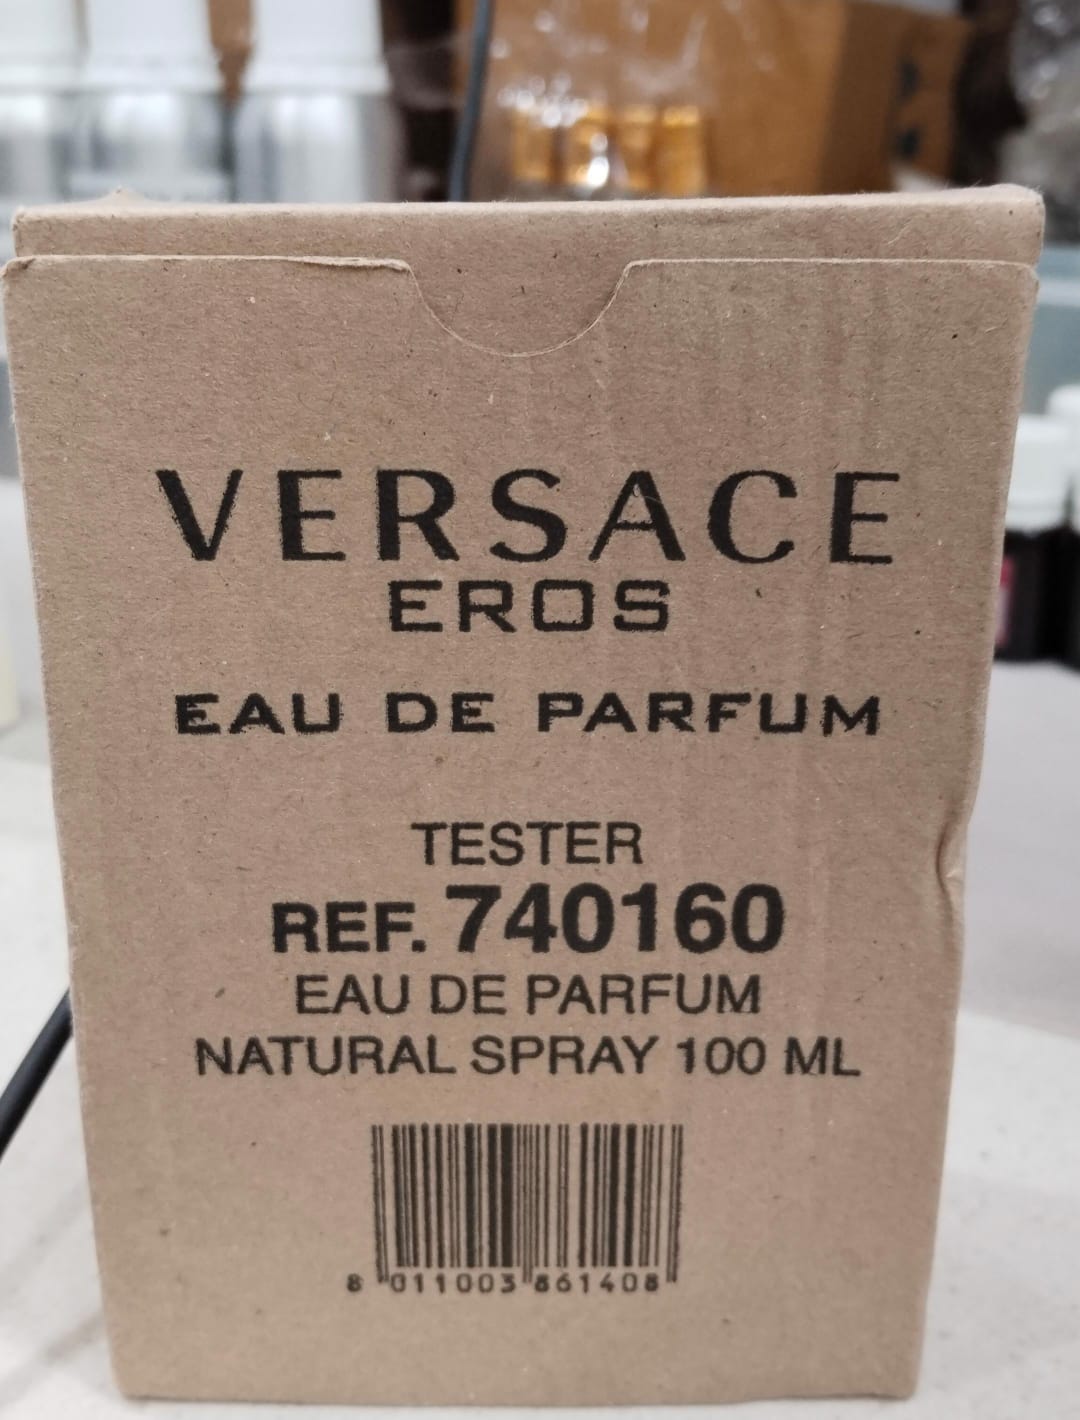 VERSACE
EROS
EAU DE PARFUM
TESTER
REF. 740160
EAU DE PARFUM
NATURAL SPRAY 100 ML
8 011003 861408